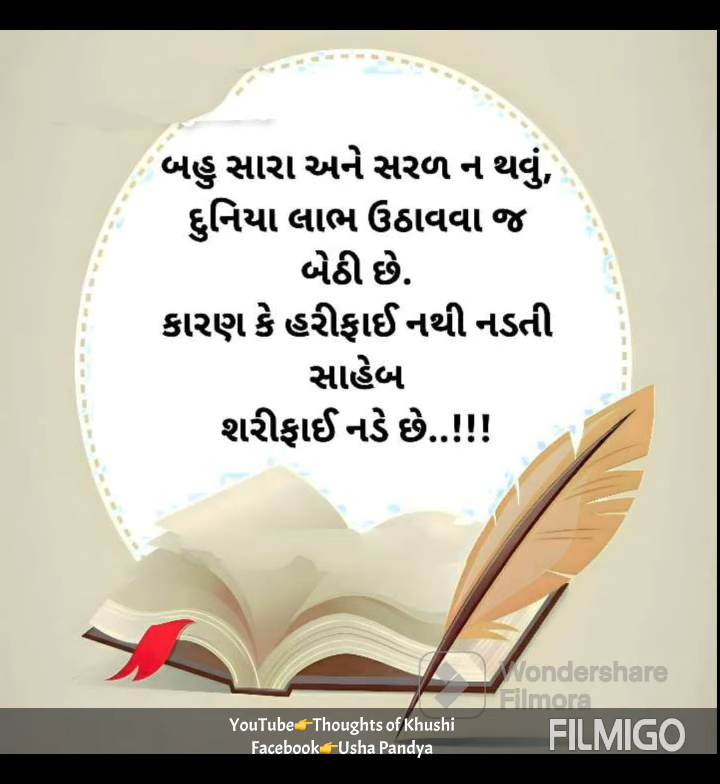 બહુ સારા અને સરળ ન થવું,
દુનિયા લાભ ઉઠાવવા જ
બેઠી છે.
કારણ કે હરીફાઈ નથી નડતી
સાહેબ
શરીફાઈ નડે છે..!!!
Wondershare
Filmora
YouTube👉Thoughts of Khushi
Facebook👉Usha Pandya
FILMIGO